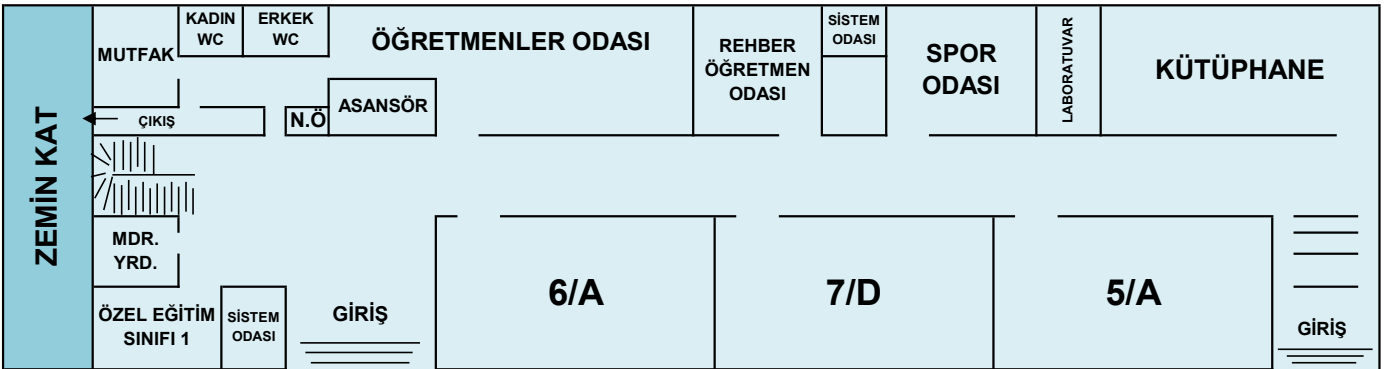 ZEMİN KAT
MUTFAK
KADIN
WC
ERKEK
WC
ÖĞRETMENLER ODASI
REHBER
ÖĞRETMEN
ODASI
SİSTEM
ODASI
SPOR
ODASI
LABORATUVAR
KÜTÜPHANE
ÇIKIŞ
N.Ö
ASANSÖR
MDR.
YRD.
ÖZEL EĞİTİM
SINIFI 1
SİSTEM
ODASI
GİRİŞ
6/A
7/D
5/A
GİRİŞ